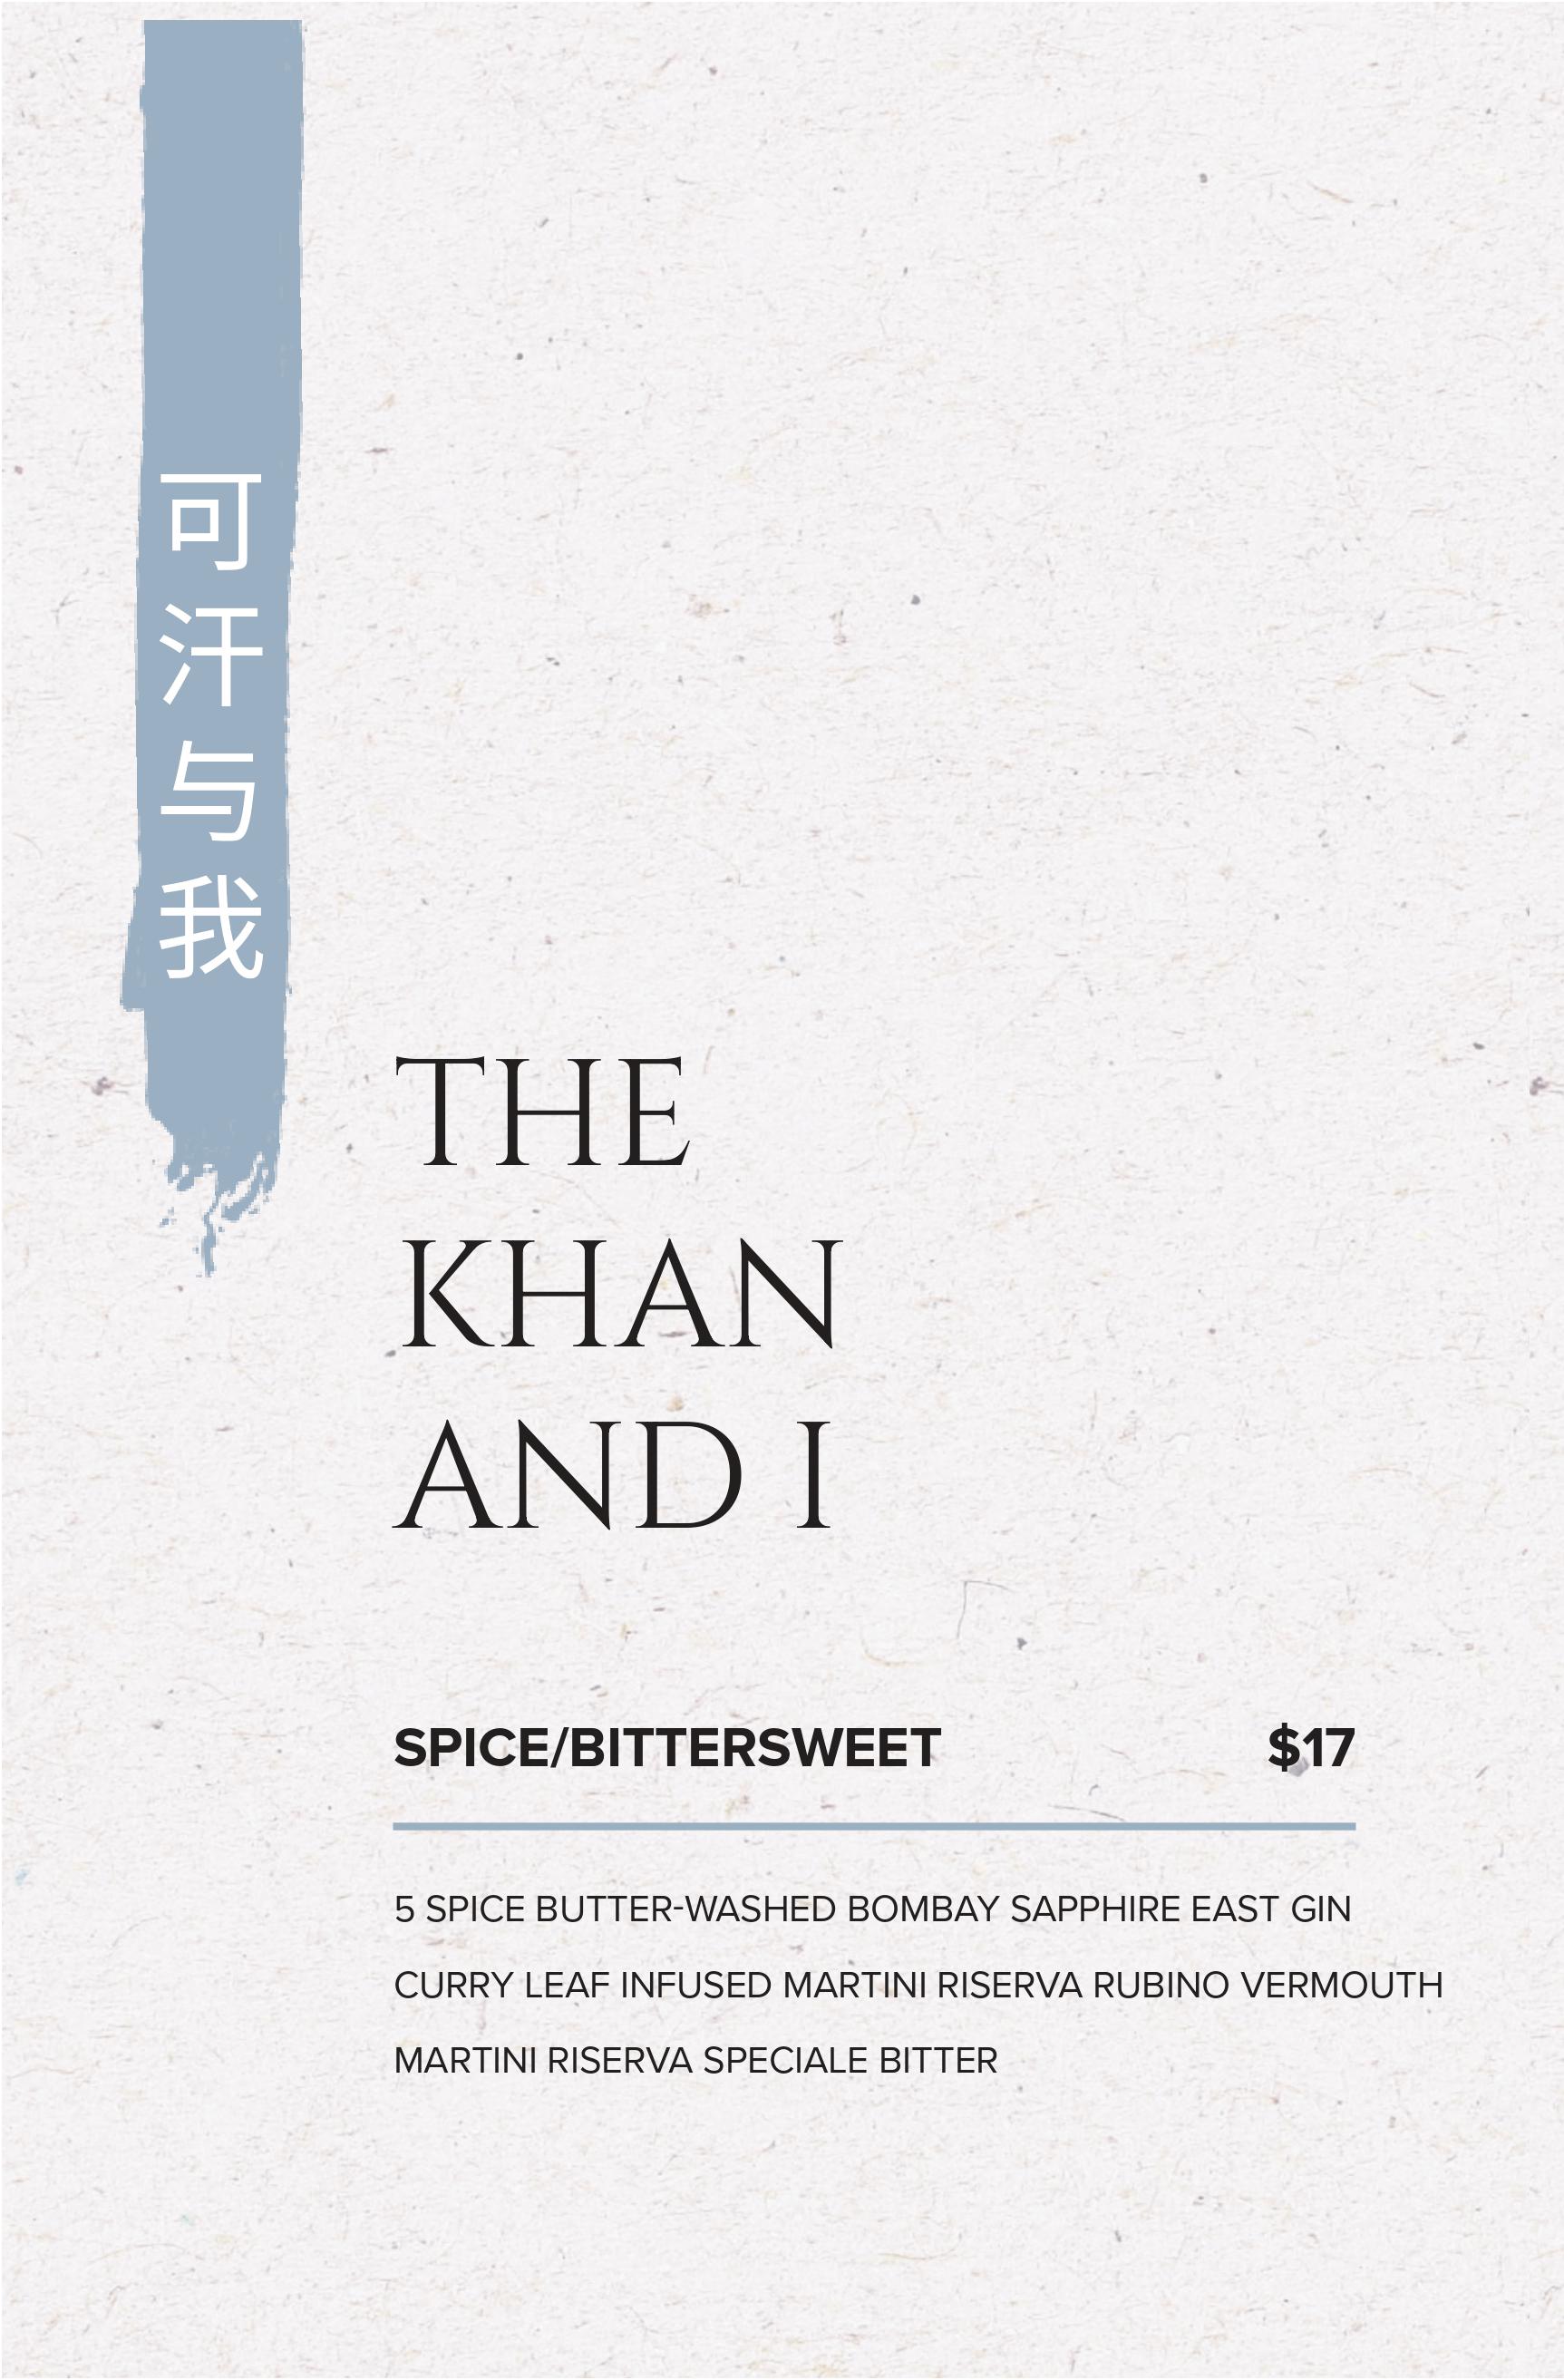 可汗与我
THE
KHAN
AND I
SPICE/BITTERSWEET $17
5 SPICE BUTTER-WASHED BOMBAY SAPPHIRE EAST GIN
CURRY LEAF INFUSED MARTINI RISERVA RUBINO VERMOUTH
MARTINI RISERVA SPECIALE BITTER